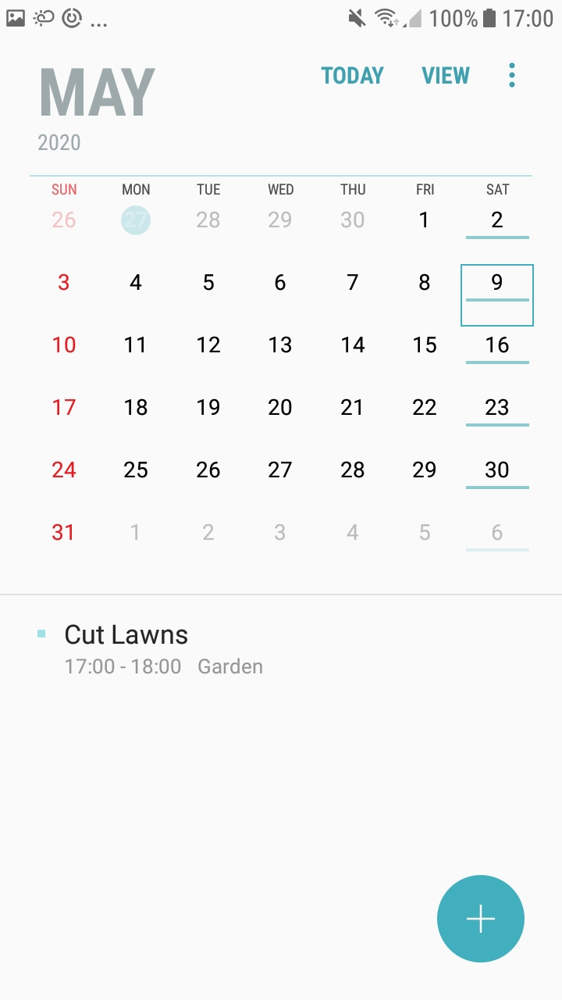 ... 100% 17:00
MAY TODAY VIEW
2020
SUN MON TUE WED THU FRI SAT
26 27 28 29 30 1 2
3 4 5 6 7 8 9
10 11 12 13 14 15 16
17 18 19 20 21 22 23
24 25 26 27 28 29 30
31 1 2 3 4 5 6
Cut Lawns
17:00 - 18:00 Garden